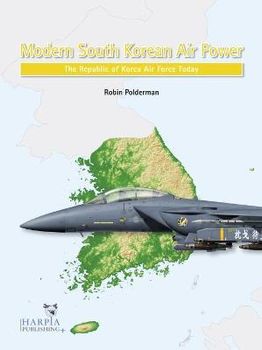 Modern South Korean Air Power
The Republic of Korea Air Force Today
Robin Polderman
HARPIA
PUBLISHING